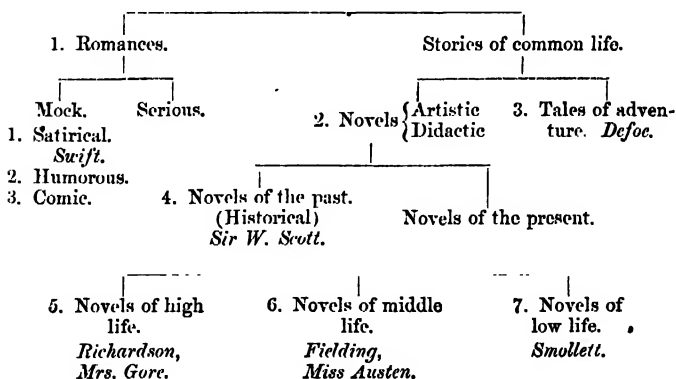 1. Romances. Stories of common life.
Mock. Serious.
1. Satirical.
Swift.
2. Humorous.
3. Comic.
2. Novels { Artistic
Didactic
3. Tales of adven-
ture. Defoe.
4. Novels of the past.
(Historical)
Sir W. Scott.
Novels of the present.
5. Novels of high
life.
Richardson,
Mrs. Gore.
6. Novels of middle
life.
Fielding,
Miss Austen.
7. Novels of
low life.
Smollett.